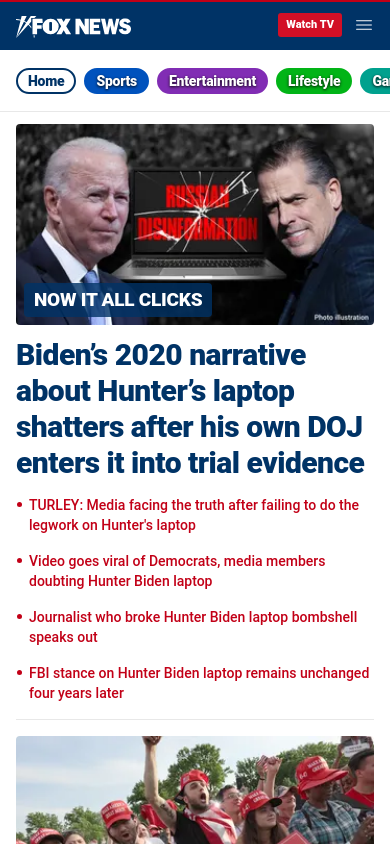 FOX NEWS
Watch TV
Home
Sports
Entertainment
Lifestyle
Ga
RUSSIAN
DISINFORMATION
NOW IT ALL CLICKS
Photo illustration
Biden’s 2020 narrative
about Hunter’s laptop
shatters after his own DOJ
enters it into trial evidence
• TURLEY: Media facing the truth after failing to do the
legwork on Hunter's laptop
• Video goes viral of Democrats, media members
doubting Hunter Biden laptop
• Journalist who broke Hunter Biden laptop bombshell
speaks out
• FBI stance on Hunter Biden laptop remains unchanged
four years later